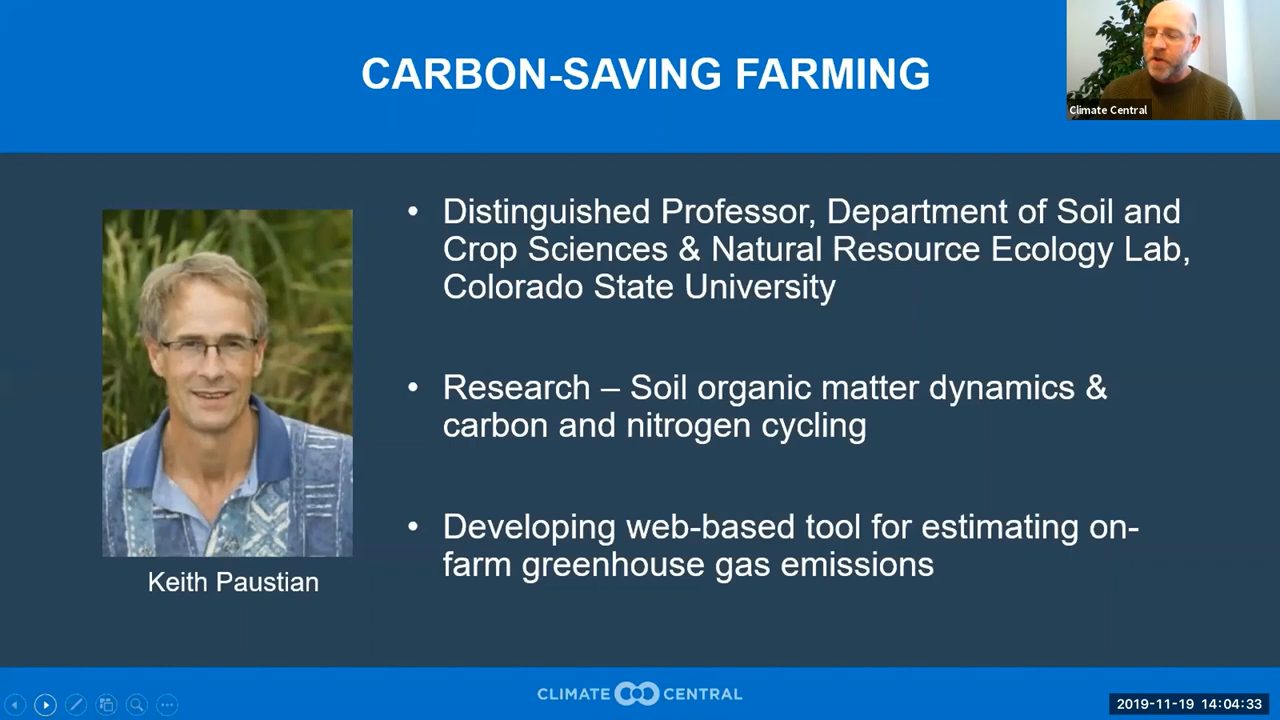 CARBON-SAVING FARMING
Climate Central
• Distinguished Professor, Department of Soil and
Crop Sciences & Natural Resource Ecology Lab,
Colorado State University
• Research – Soil organic matter dynamics &
carbon and nitrogen cycling
• Developing web-based tool for estimating on-
farm greenhouse gas emissions
Keith Paustian
CLIMATE CENTRAL
2019-11-19 14:04:33